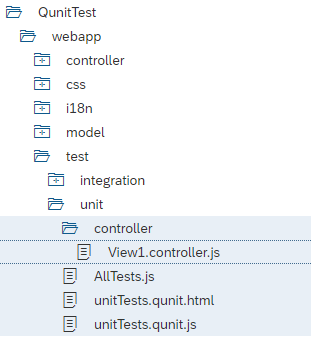 QunitTest
webapp
controller
css
i18n
model
test
integration
unit
controller
View1.controller.js
AllTests.js
unitTests.qunit.html
unitTests.qunit.js